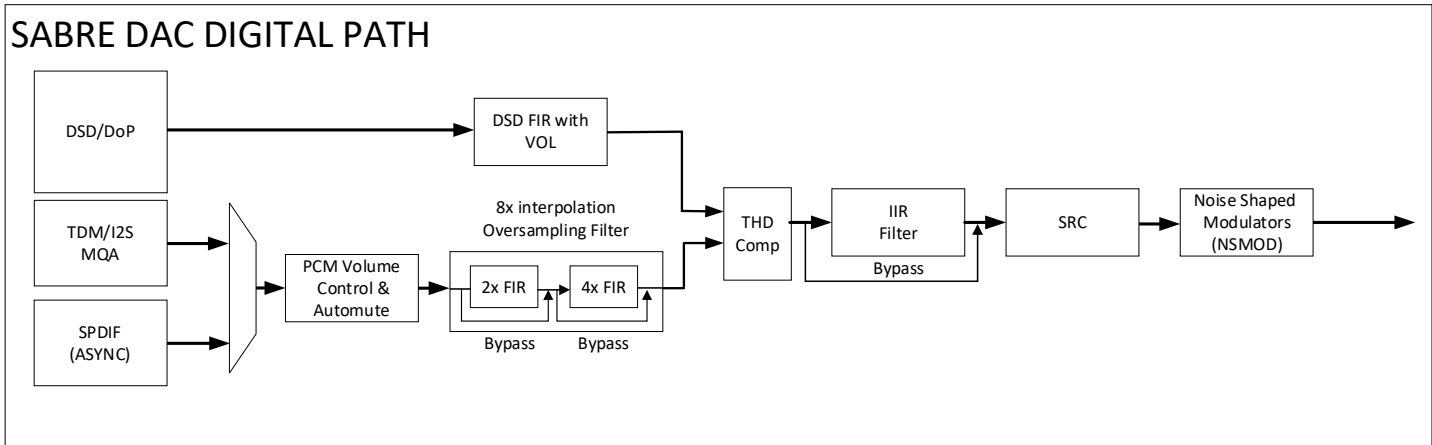 SABRE DAC DIGITAL PATH
DSD/DoP
DSD FIR with
VOL
TDM/I2S
MQA
SPDIF
(ASYNC)
PCM Volume
Control &
Automute
8x interpolation
Oversampling Filter
2x FIR
4x FIR
Bypass
Bypass
THD
Comp
IIR
Filter
Bypass
SRC
Noise Shaped
Modulators
(NSMOD)